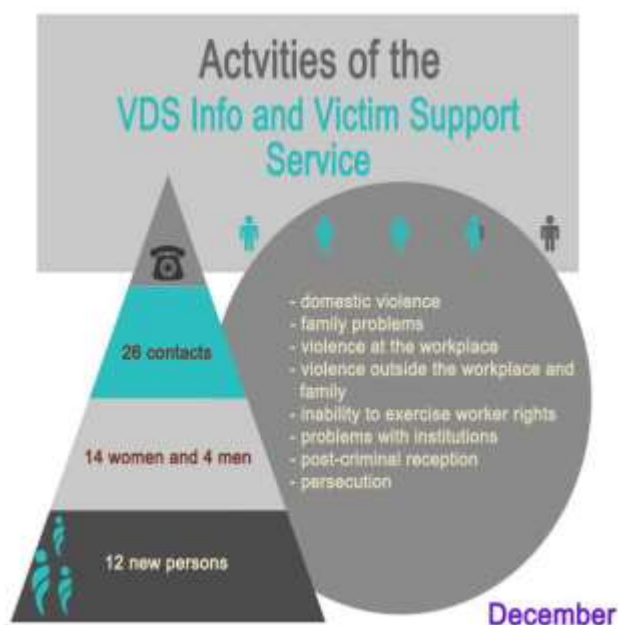 Actvities of the
VDS Info and Victim Support
Service
26 contacts
14 women and 4 men
12 new persons
- domestic violence
- family problems
- violence at the workplace
- violence outside the workplace and
family
- inability to exercise worker rights
- problems with institutions
- post-criminal reception
- persecution
December